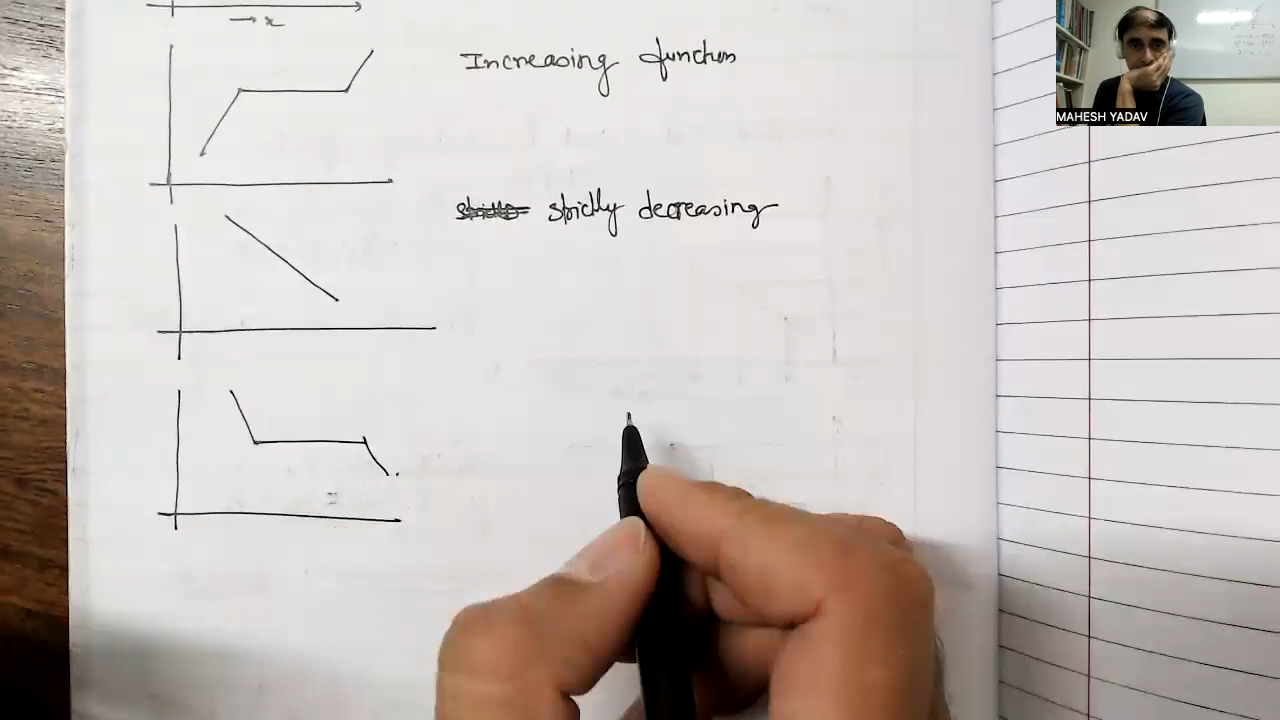 → x
Increasing function
strictly decreasing
MAHESH YADAV